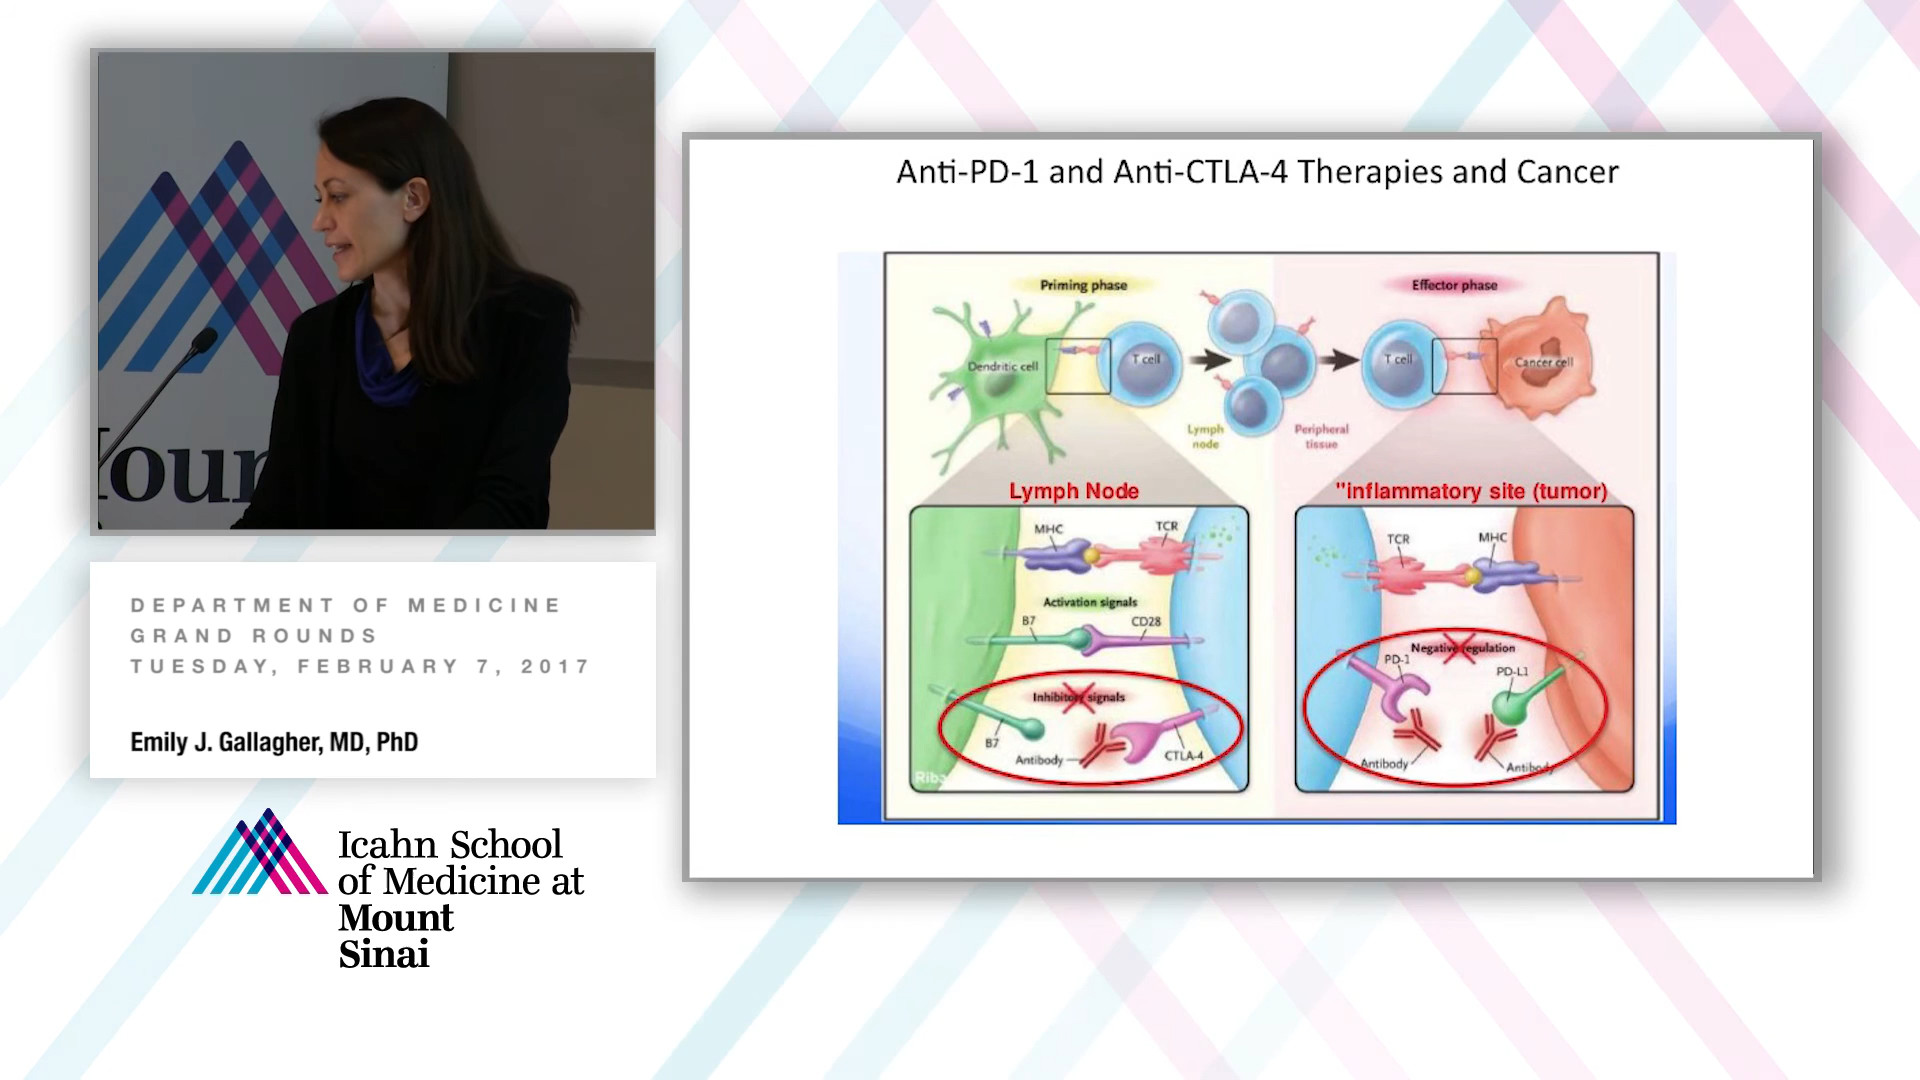 our
DEPARTMENT OF MEDICINE
GRAND ROUNDS
TUESDAY, FEBRUARY 7, 2017
Emily J. Gallagher, MD, PhD
Icahn School
of Medicine at
Mount
Sinai
Anti-PD-1 and Anti-CTLA-4 Therapies and Cancer
Priming phase
Effector phase
Dendritic cell
T cell
T cell
Cancer cell
Lymph
node
Peripheral
tissue
Lymph Node
"inflammatory site (tumor)
MHC
TCR
Activation signals
B7
CD28
Inhibitory signals
B7
Antibody
CTLA-4
Riba
TCR
MHC
Negative regulation
PD-1
PD-L1
Antibody
Antibody